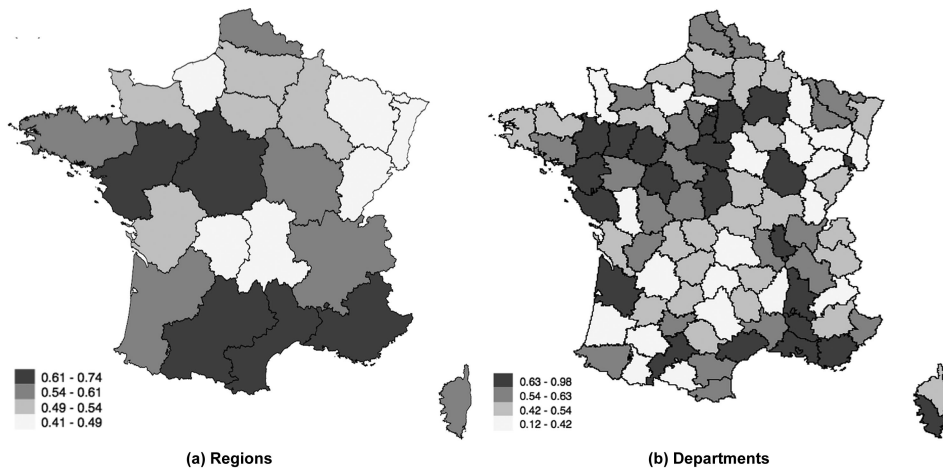 0.61 - 0.74
0.54 - 0.61
0.49 - 0.54
0.41 - 0.49
(a) Regions
0.63 - 0.98
0.54 - 0.63
0.42 - 0.54
0.12 - 0.42
(b) Departments